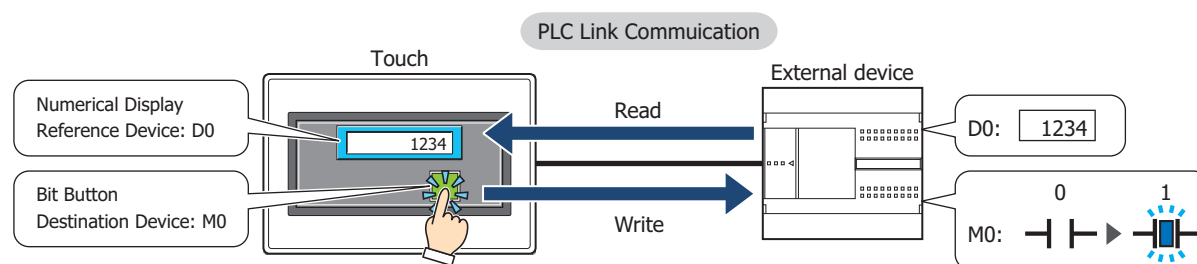 PLC Link Commuication
Touch
External device
Numerical Display
Reference Device: D0
1234
Read
D0: 1234
Bit Button
Destination Device: M0
Write
0 1
M0: